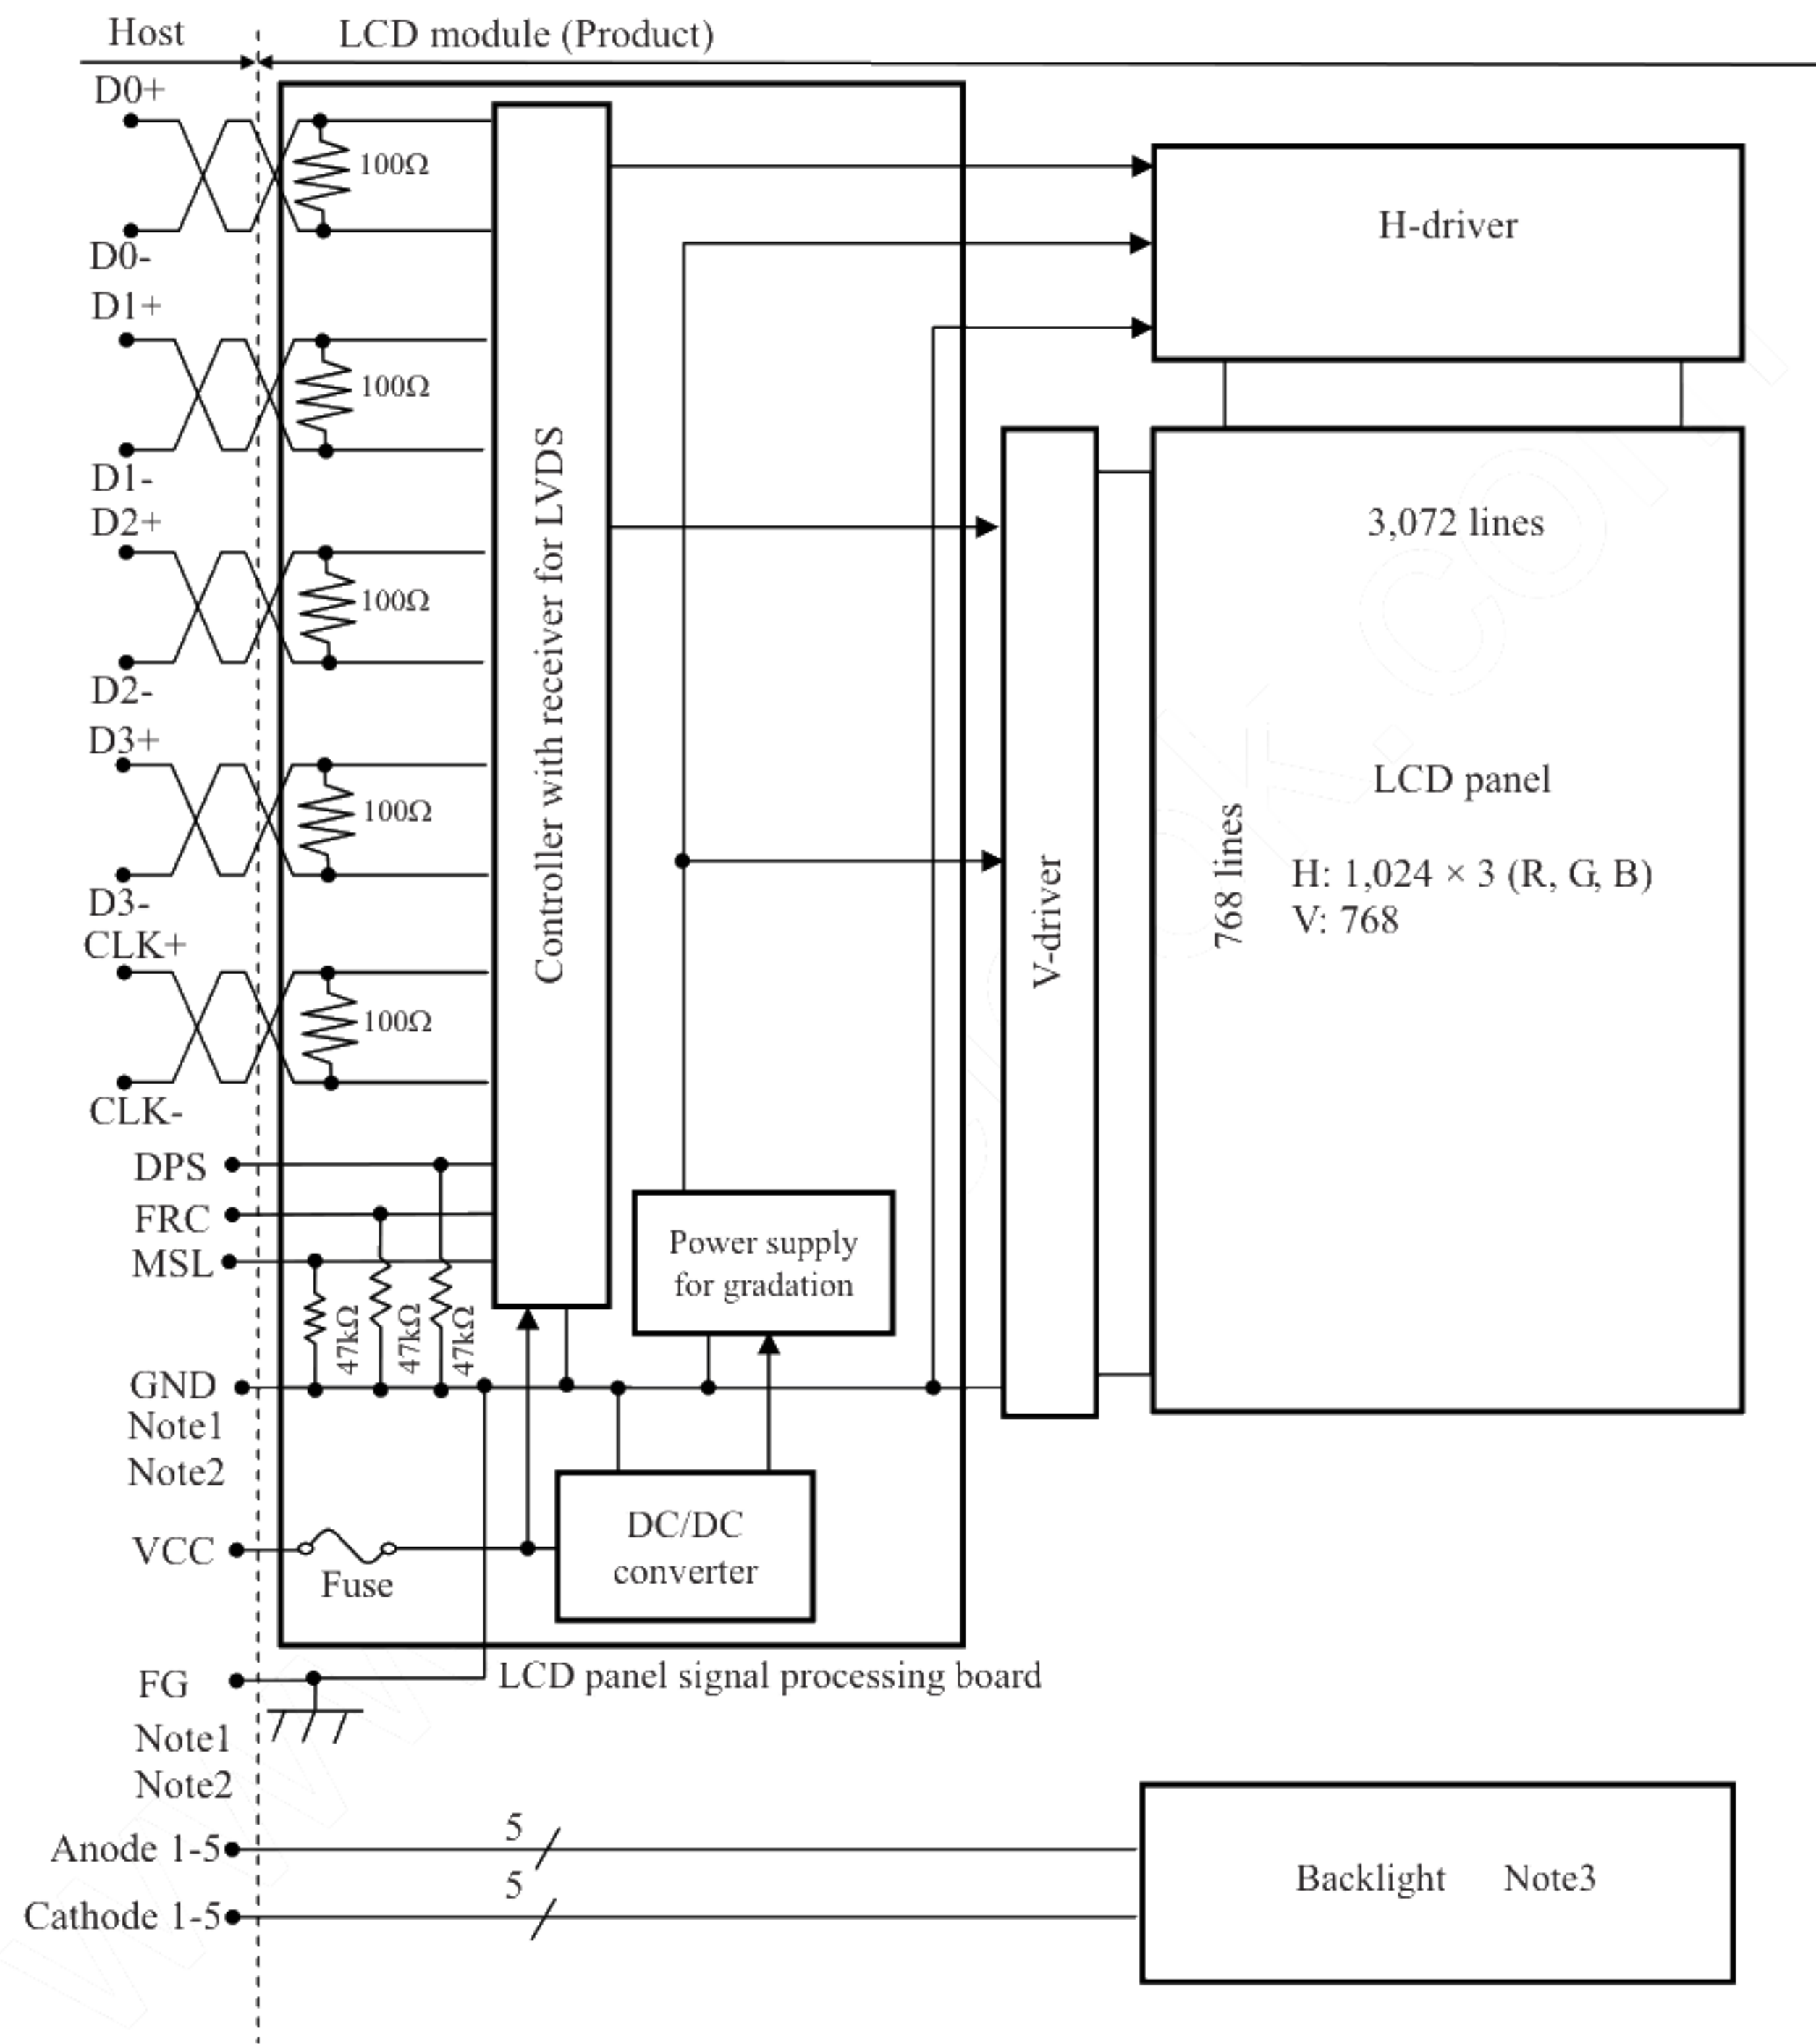 Host
LCD module (Product)
D0+
100Ω
D0-
D1+
100Ω
D1-
D2+
100Ω
D2-
D3+
100Ω
D3-
CLK+
100Ω
CLK-
DPS
FRC
MSL
47kΩ
47kΩ
47kΩ
GND
Note1
Note2
VCC
Fuse
FG
Note1
Note2
Controller with receiver for LVDS
Power supply
for gradation
DC/DC
converter
LCD panel signal processing board
H-driver
V-driver
3,072 lines
768 lines
LCD panel
H: 1,024 × 3 (R, G, B)
V: 768
Anode 1-5
5
Cathode 1-5
5
Backlight Note3